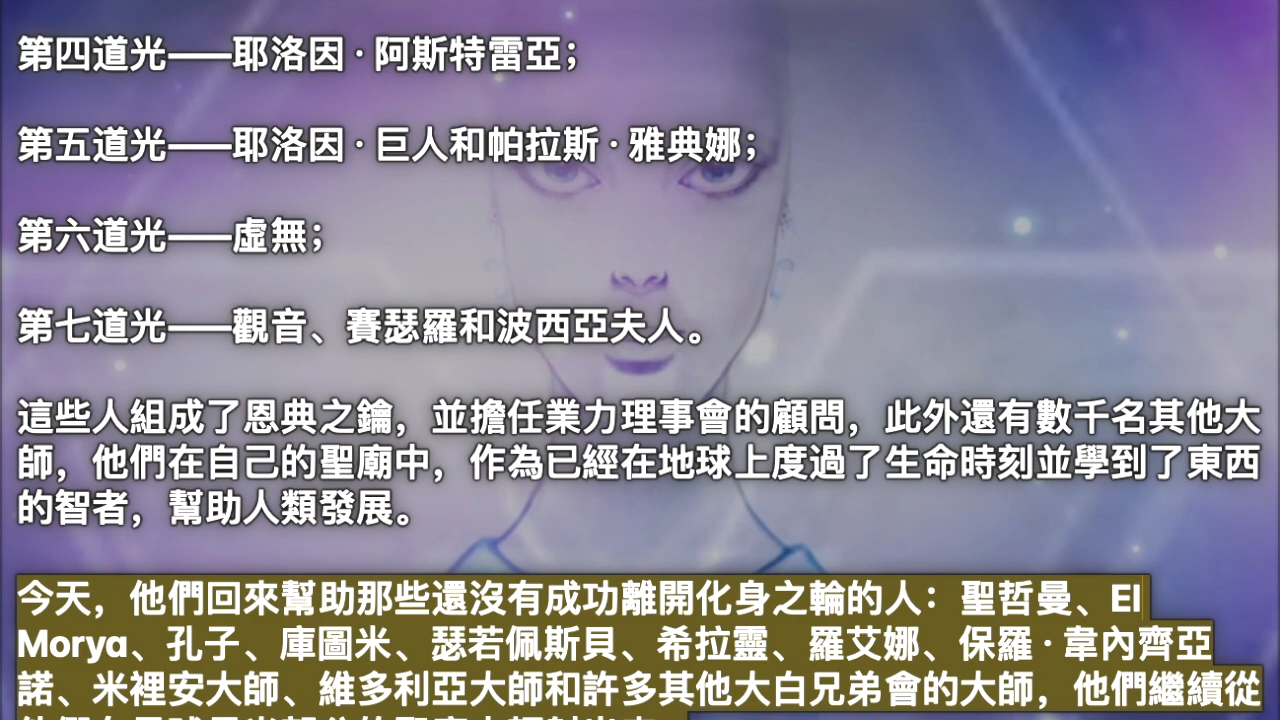 第四道光——耶洛因 · 阿斯特雷亞；
第五道光——耶洛因 · 巨人和帕拉斯 · 雅典娜；
第六道光——虛無；
第七道光——觀音、賽瑟羅和波西亞夫人。
這些人組成了恩典之鑰，並擔任業力理事會的顧問，此外還有數千名其他大
師，他們在自己的聖廟中，作為已經在地球上度過了生命時刻並學到了東西
的智者，幫助人類發展。
今天，他們回來幫助那些還沒有成功離開化身之輪的人：聖哲曼、El
Morya、孔子、庫圖米、瑟若佩斯貝、希拉靈、羅艾娜、保羅 · 韋內齊亞
諾、米裡安大師、維多利亞大師和許多其他大白兄弟會的大師，他們繼續從